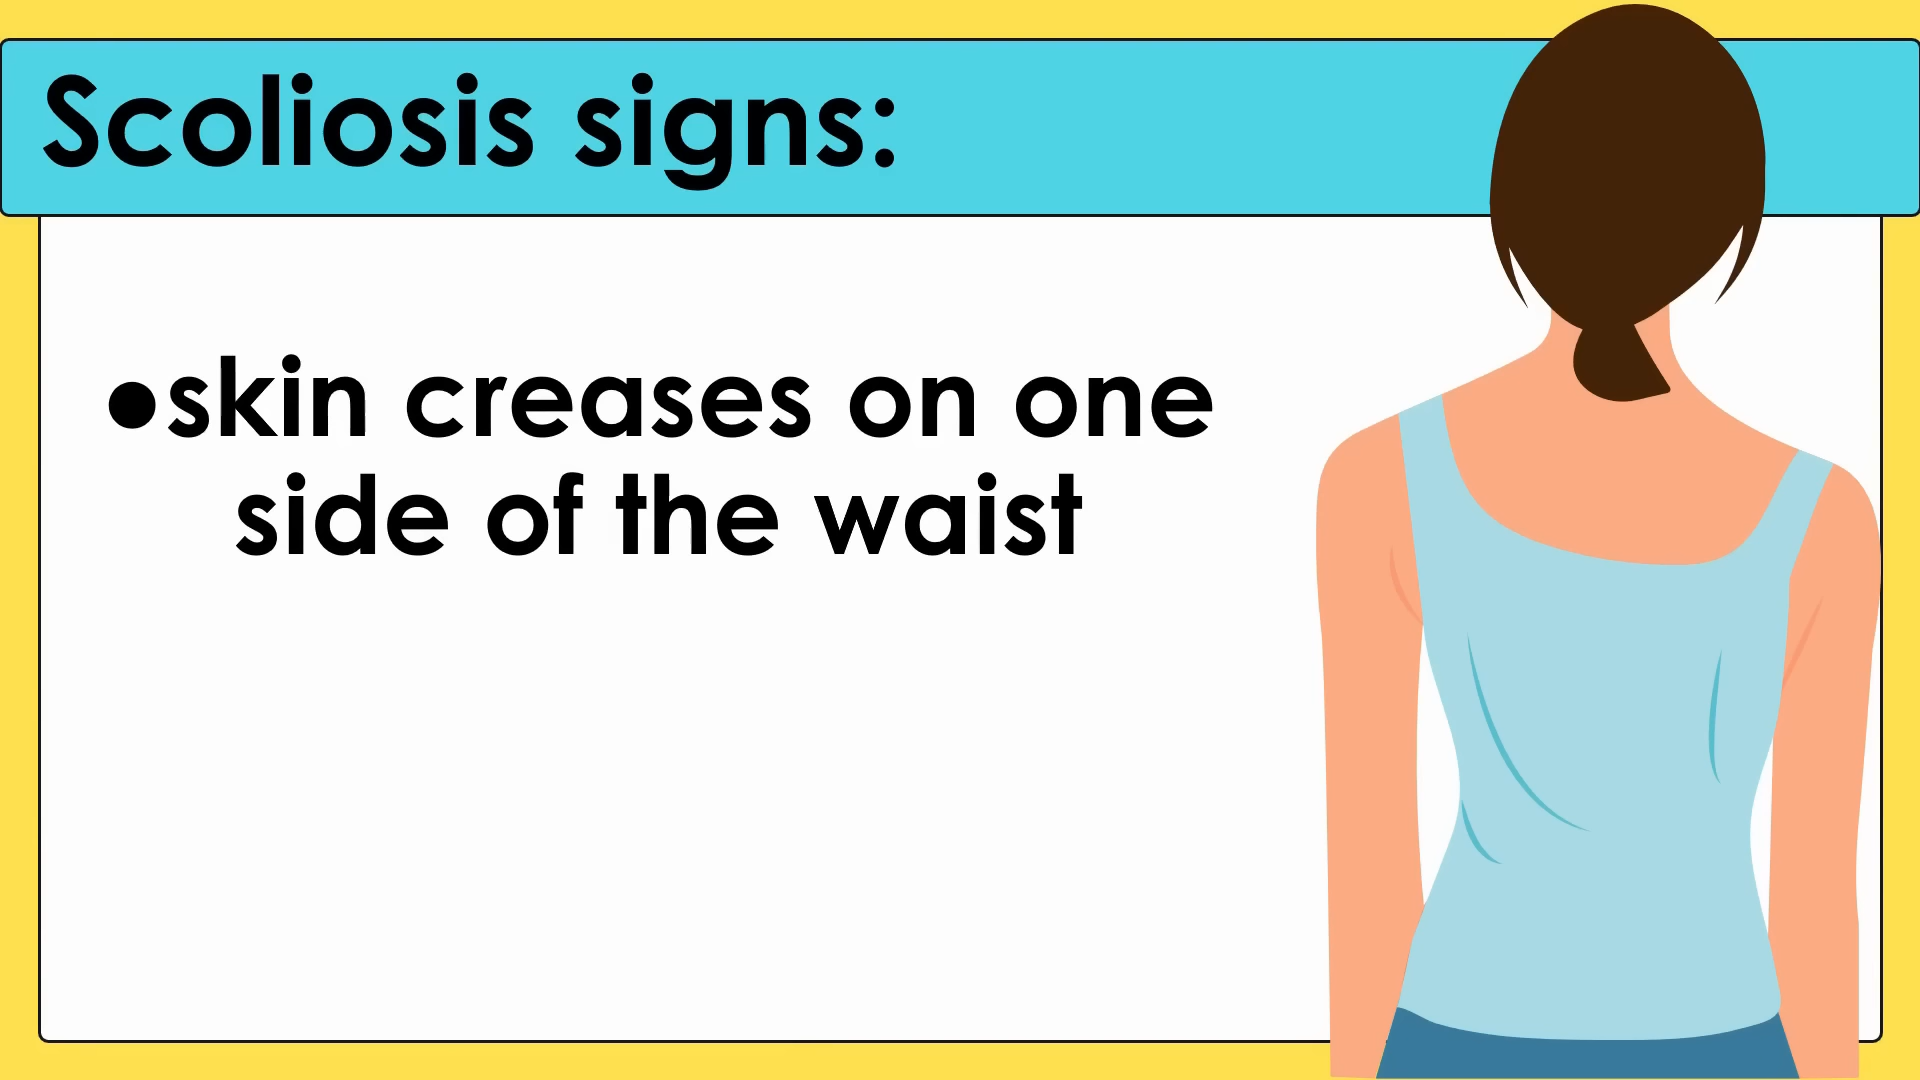 Scoliosis signs:
●skin creases on one
side of the waist